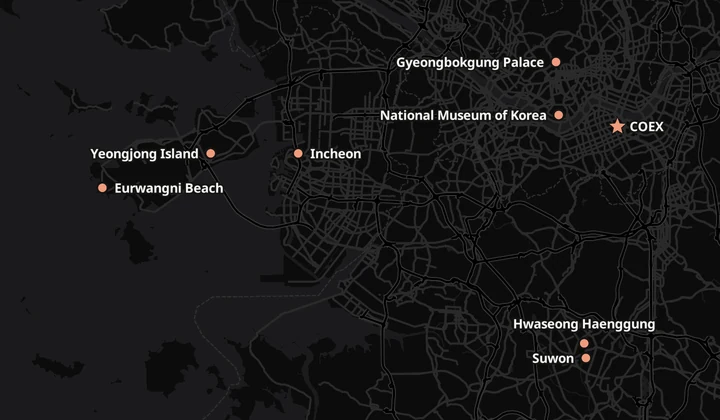 Gyeongbokgung Palace
National Museum of Korea
COEX
Yeongjong Island
Incheon
Eurwangni Beach
Hwaseong Haenggung
Suwon